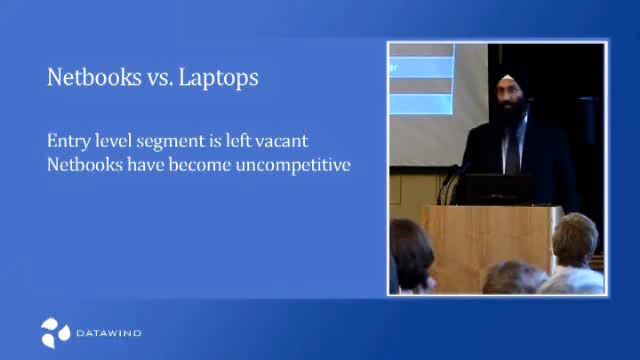 Netbooks vs. Laptops
Entry level segment is left vacant
Netbooks have become uncompetitive
DATAWIND